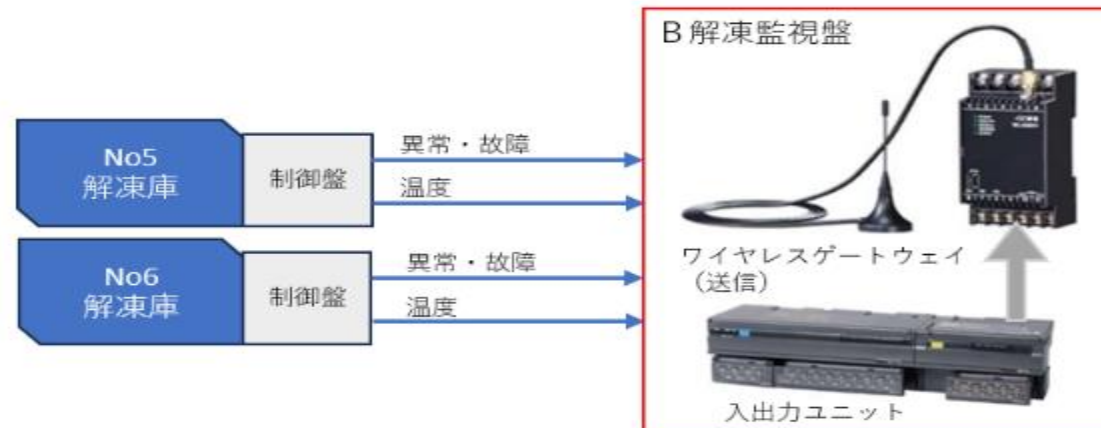 No5
解凍庫
制御盤
異常・故障
温度
No6
解凍庫
制御盤
異常・故障
温度
B解凍監視盤
ワイヤレスゲートウェイ
（送信）
入出力ユニット